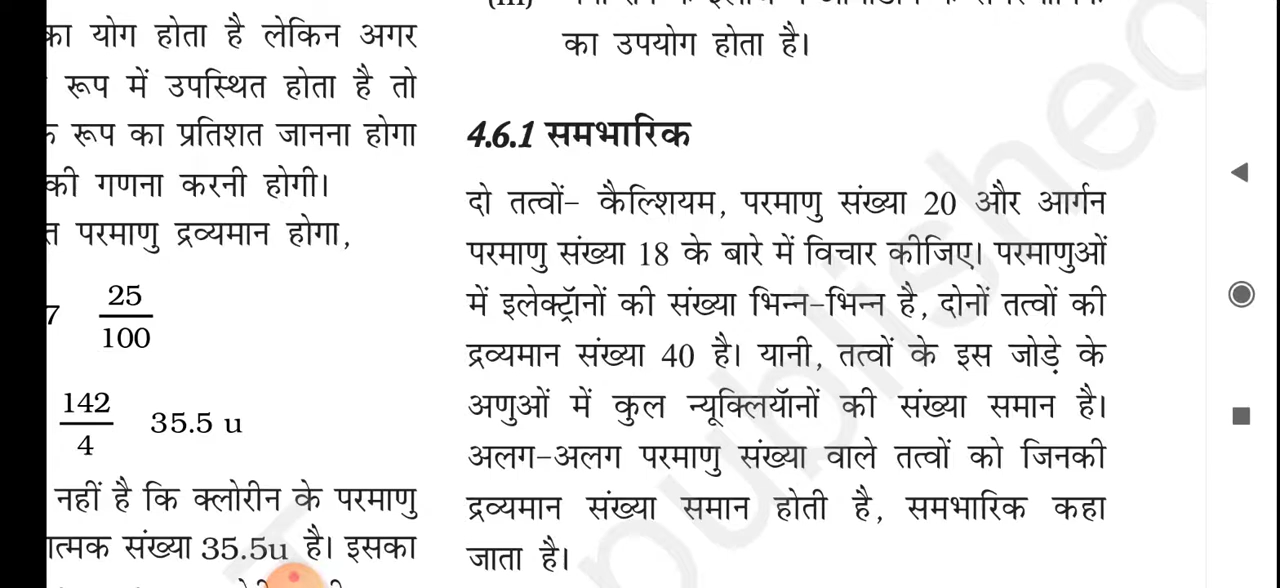 का योग होता है लेकिन अगर
रूप में उपस्थित होता है तो
रूप का प्रतिशत जानना होगा
की गणना करनी होगी।
परमाणु द्रव्यमान होगा,
7 25
100
142
4 35.5 u
नहीं है कि क्लोरीन के परमाणु
संख्या 35.5u है। इसका
का उपयोग होता है।
4.6.1 समभारिक
दो तत्वों– कैल्शियम, परमाणु संख्या 20 और आर्गन
परमाणु संख्या 18 के बारे में विचार कीजिए। परमाणुओं
में इलेक्ट्रॉनों की संख्या भिन्न-भिन्न है, दोनों तत्वों की
द्रव्यमान संख्या 40 है। यानी, तत्वों के इस जोड़े के
अणुओं में कुल न्यूक्लियॉनों की संख्या समान है।
अलग-अलग परमाणु संख्या वाले तत्वों को जिनकी
द्रव्यमान संख्या समान होती है, समभारिक कहा
जाता है।
published